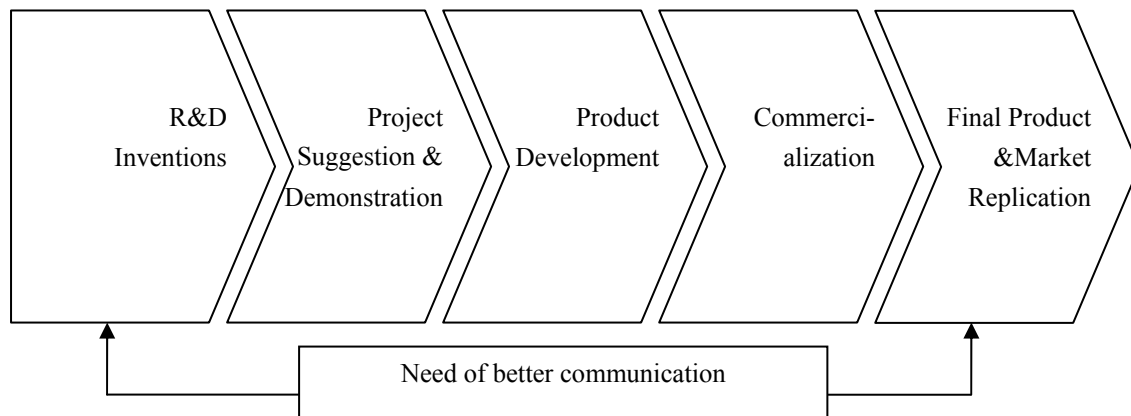 R&D
Inventions
Project
Suggestion &
Demonstration
Product
Development
Commerci-
alization
Final Product
&Market
Replication
Need of better communication